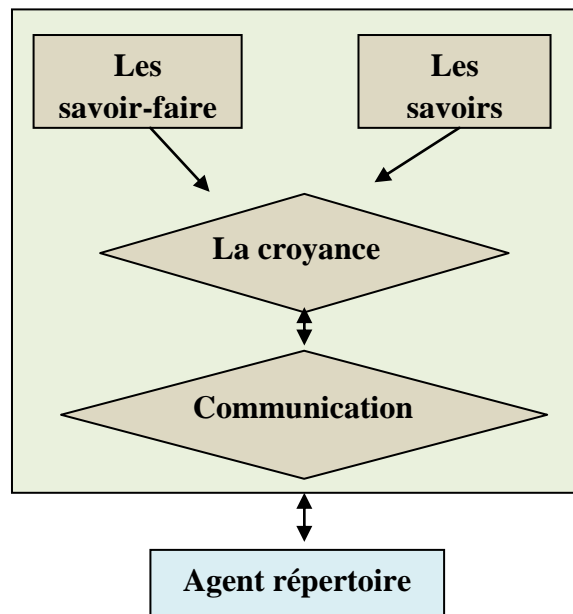 Les
savoir-faire
Les
savoirs
La croyance
Communication
Agent répertoire